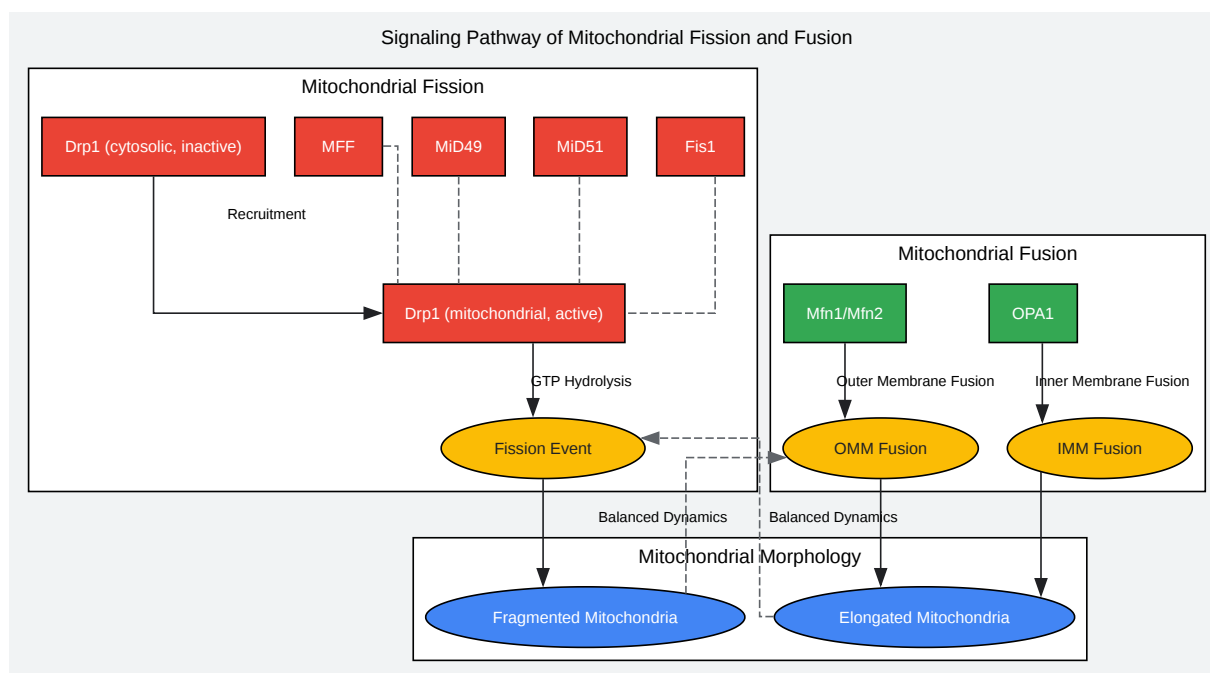 Signaling Pathway of Mitochondrial Fission and Fusion
Mitochondrial Fission
Drp1 (cytosolic, inactive)
MFF
MiD49
MiD51
Fis1
Recruitment
Drp1 (mitochondrial, active)
GTP Hydrolysis
Fission Event
Mitochondrial Fusion
Mfn1/Mfn2
OPA1
Outer Membrane Fusion
Inner Membrane Fusion
OMM Fusion
IMM Fusion
Balanced Dynamics
Balanced Dynamics
Mitochondrial Morphology
Fragmented Mitochondria
Elongated Mitochondria